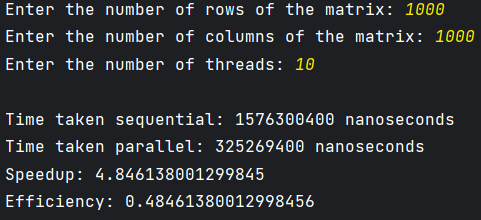 Enter the number of rows of the matrix: 1000
Enter the number of columns of the matrix: 1000
Enter the number of threads: 10
Time taken sequential: 1576300400 nanoseconds
Time taken parallel: 325269400 nanoseconds
Speedup: 4.846138001299845
Efficiency: 0.48461380012998456